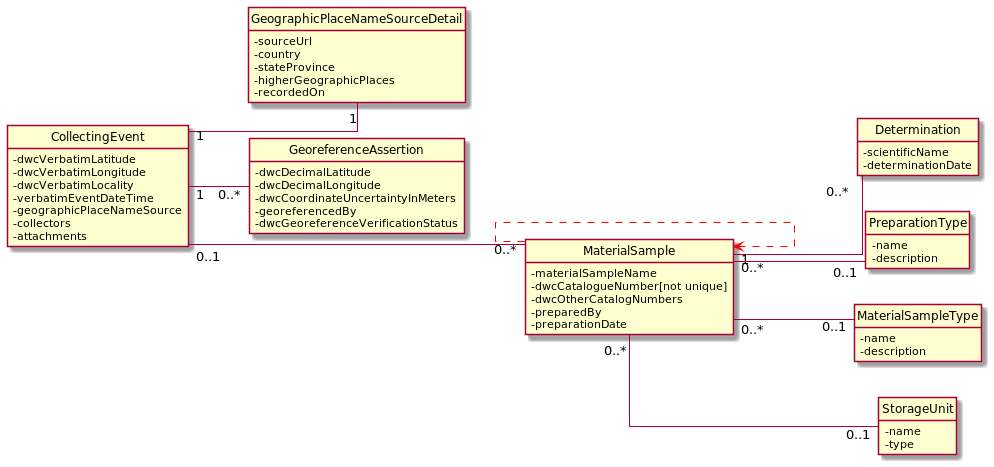 GeographicPlaceNameSourceDetail
-sourceUrl
-country
-stateProvince
-higherGeographicPlaces
-recordedOn
1
1
CollectingEvent
-dwcVerbatimLatitude
-dwcVerbatimLongitude
-dwcVerbatimLocality
-verbatimEventDateTime
-geographicPlaceNameSource
-collectors
-attachments
1
0..*
0..1
GeoreferenceAssertion
-dwcDecimalLatitude
-dwcDecimalLongitude
-dwcCoordinateUncertaintyInMeters
-georeferencedBy
-dwcGeoreferenceVerificationStatus
0..*
MaterialSample
-materialSampleName
-dwcCatalogueNumber[not unique]
-dwcOtherCatalogNumbers
-preparedBy
-preparationDate
1
0..*
0..*
0..*
Determination
-scientificName
-determinationDate
0..*
PreparationType
-name
-description
0..1
MaterialSampleType
-name
-description
0..1
StorageUnit
-name
-type
0..1